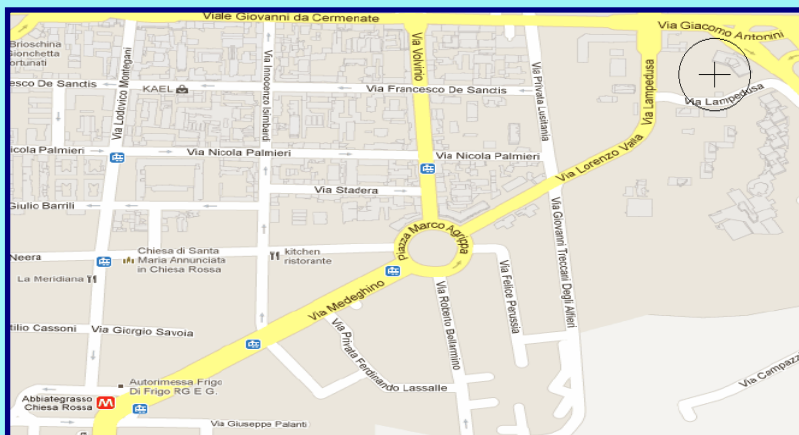 Viale Giovanni da Cermenate
Via Giacomo Antonini
Brioschina
Gionchetta
ortunati
Via Lodovico Montegani
Via Innocenzo Isimbardi
Via Volvinio
Via Privata Lusitania
Via Lampedusa
esco De Sanctis
KAEL
Via Francesco De Sanctis
Via Lampedusa
icola Palmieri
Via Nicola Palmieri
Via Nicola Palmieri
Via Lorenzo Valla
Via Stadera
Giulio Barrili
Piazza Marco Agrippa
Via Giovanni Treccani Degli Alfieri
Neera
Chiesa di Santa
Maria Annunciata
in Chiesa Rossa
kitchen
ristorante
La Meridiana
Via Medeghino
Via Roberto Bellarmino
Via Felice Perussia
tilio Cassoni
Via Giorgio Savoia
Via Privata Ferdinando Lassalle
Via Campazz
Autorimessa Frigo
Di Frigo RG E G.
Abbiategrasso
Chiesa Rossa
M
Via Giuseppe Palanti